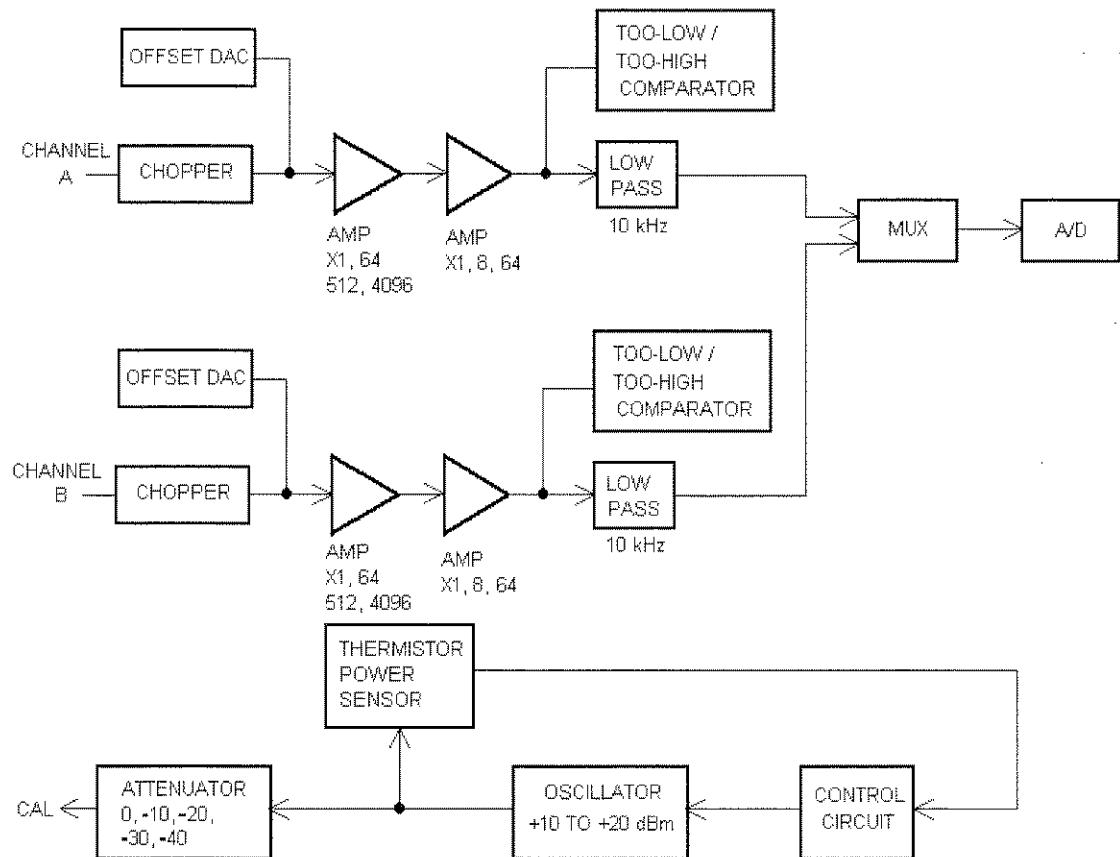 OFFSET DAC
TOO-LOW /
TOO-HIGH
COMPARATOR
CHANNEL
A
CHOPPER
AMP
X1, 64
512, 4096
AMP
X1, 8, 64
LOW
PASS
10 kHz
MUX
A/D
OFFSET DAC
TOO-LOW /
TOO-HIGH
COMPARATOR
CHANNEL
B
CHOPPER
AMP
X1, 64
512, 4096
AMP
X1, 8, 64
LOW
PASS
10 kHz
THERMISTOR
POWER
SENSOR
CAL
ATTENUATOR
0, -10, -20,
-30, -40
OSCILLATOR
+10 TO +20 dBm
CONTROL
CIRCUIT